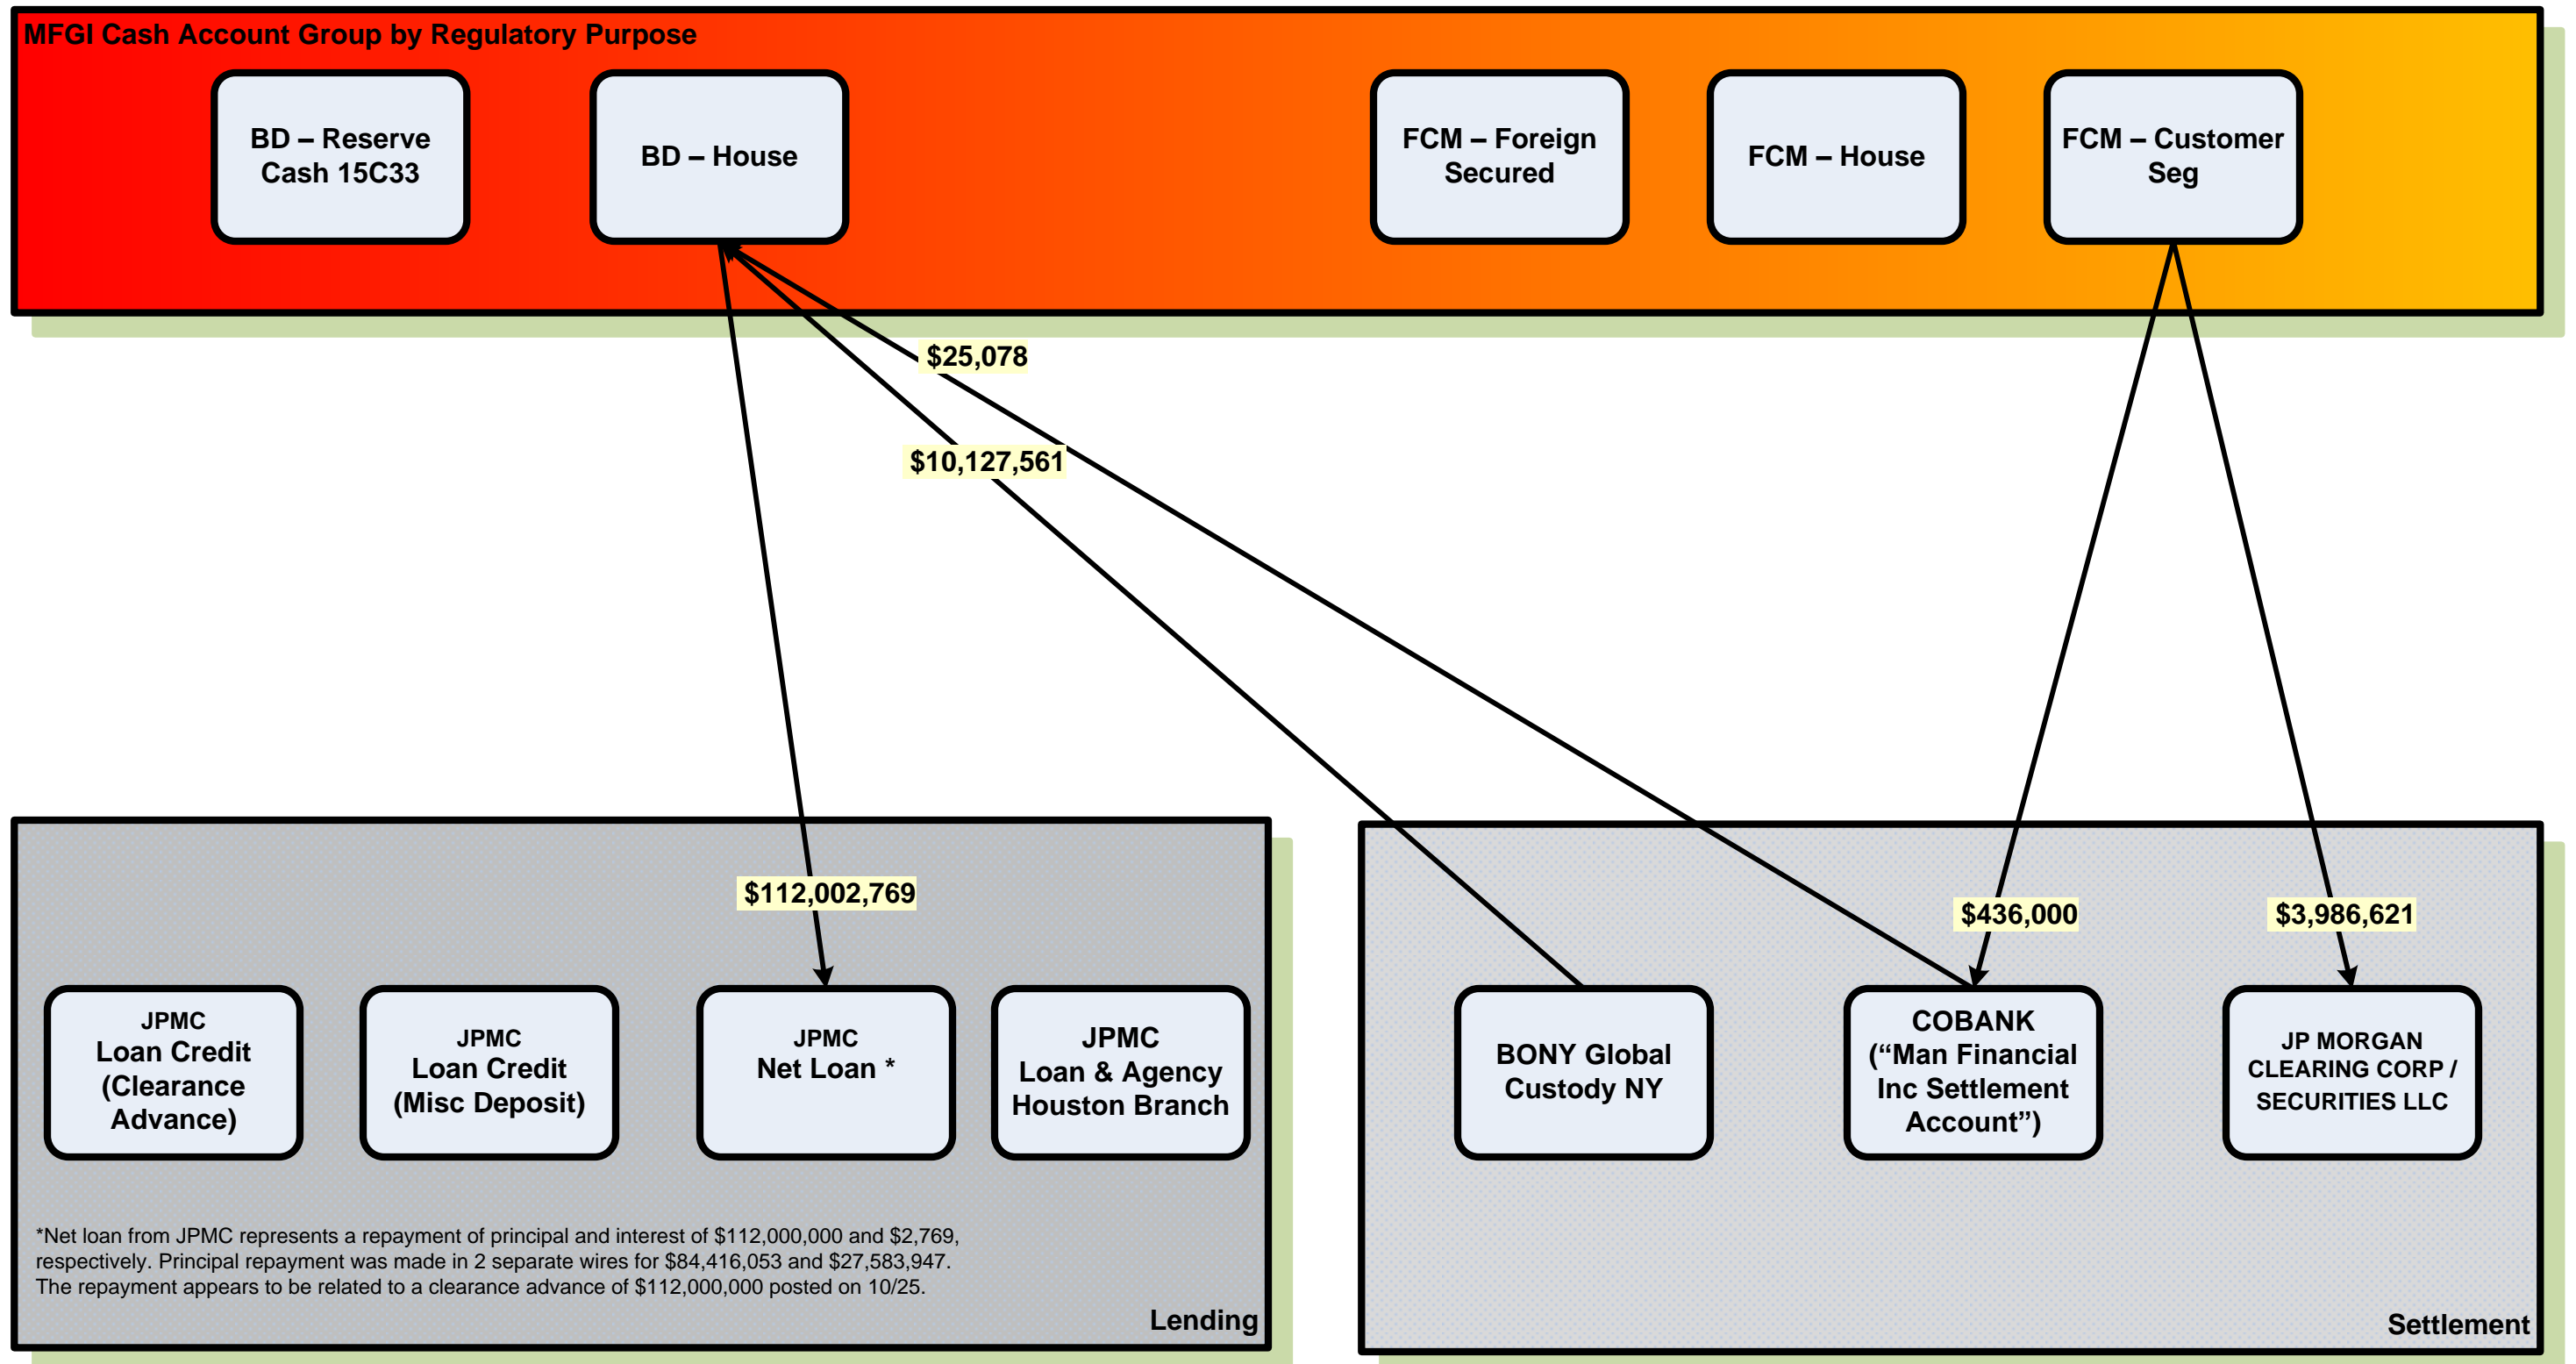 MFGI Cash Account Group by Regulatory Purpose
BD – Reserve
Cash 15C33
BD – House
FCM – Foreign
Secured
FCM – House
FCM – Customer
Seg
$25,078
$10,127,561
$112,002,769
$436,000
$3,986,621
JPMC
Loan Credit
(Clearance
Advance)
JPMC
Loan Credit
(Misc Deposit)
JPMC
Net Loan *
JPMC
Loan & Agency
Houston Branch
BONY Global
Custody NY
COBANK
(“Man Financial
Inc Settlement
Account”)
JP MORGAN
CLEARING CORP /
SECURITIES LLC
*Net loan from JPMC represents a repayment of principal and interest of $112,000,000 and $2,769,
respectively. Principal repayment was made in 2 separate wires for $84,416,053 and $27,583,947.
The repayment appears to be related to a clearance advance of $112,000,000 posted on 10/25.
Lending
Settlement